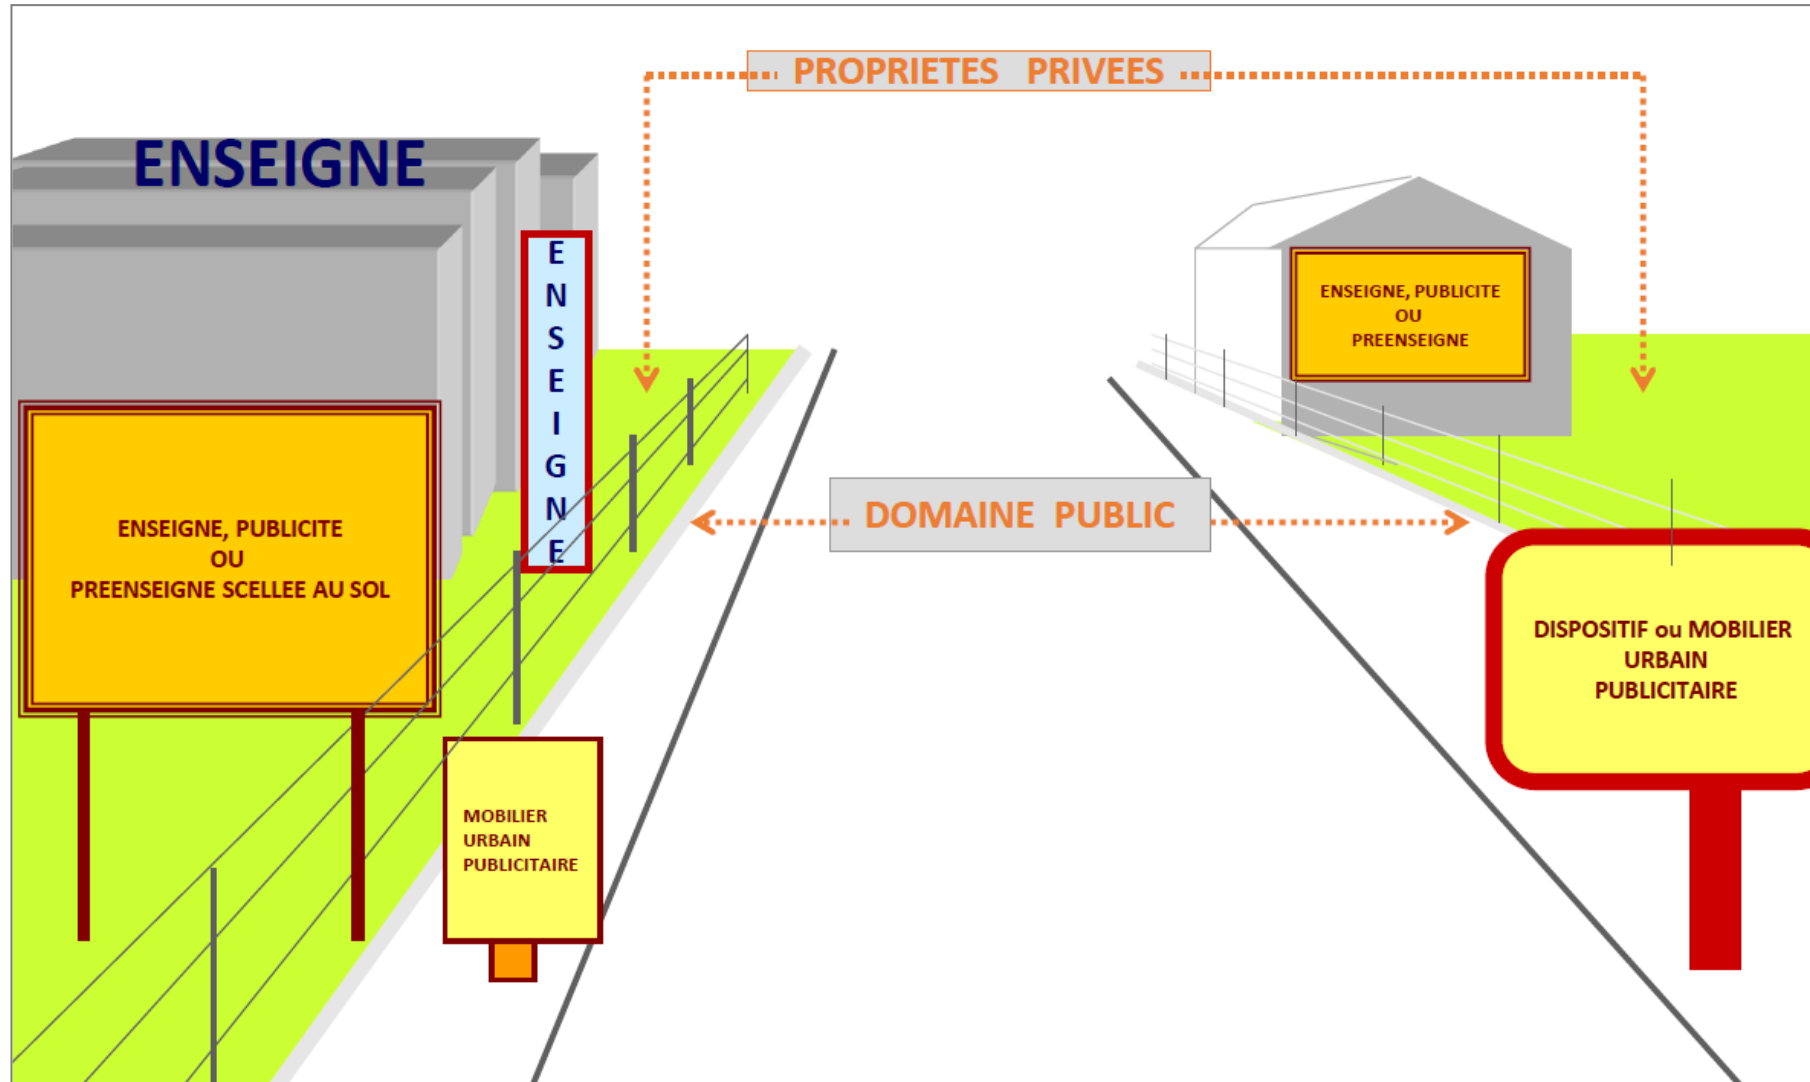 PROPRIETES PRIVEES
ENSEIGNE
E
N
S
E
I
G
N
E
ENSEIGNE, PUBLICITE
OU
PREENSEIGNE
ENSEIGNE, PUBLICITE
OU
PREENSEIGNE SCELLEE AU SOL
DOMAINE PUBLIC
DISPOSITIF ou MOBILIER
URBAIN
PUBLICITAIRE
MOBILIER
URBAIN
PUBLICITAIRE